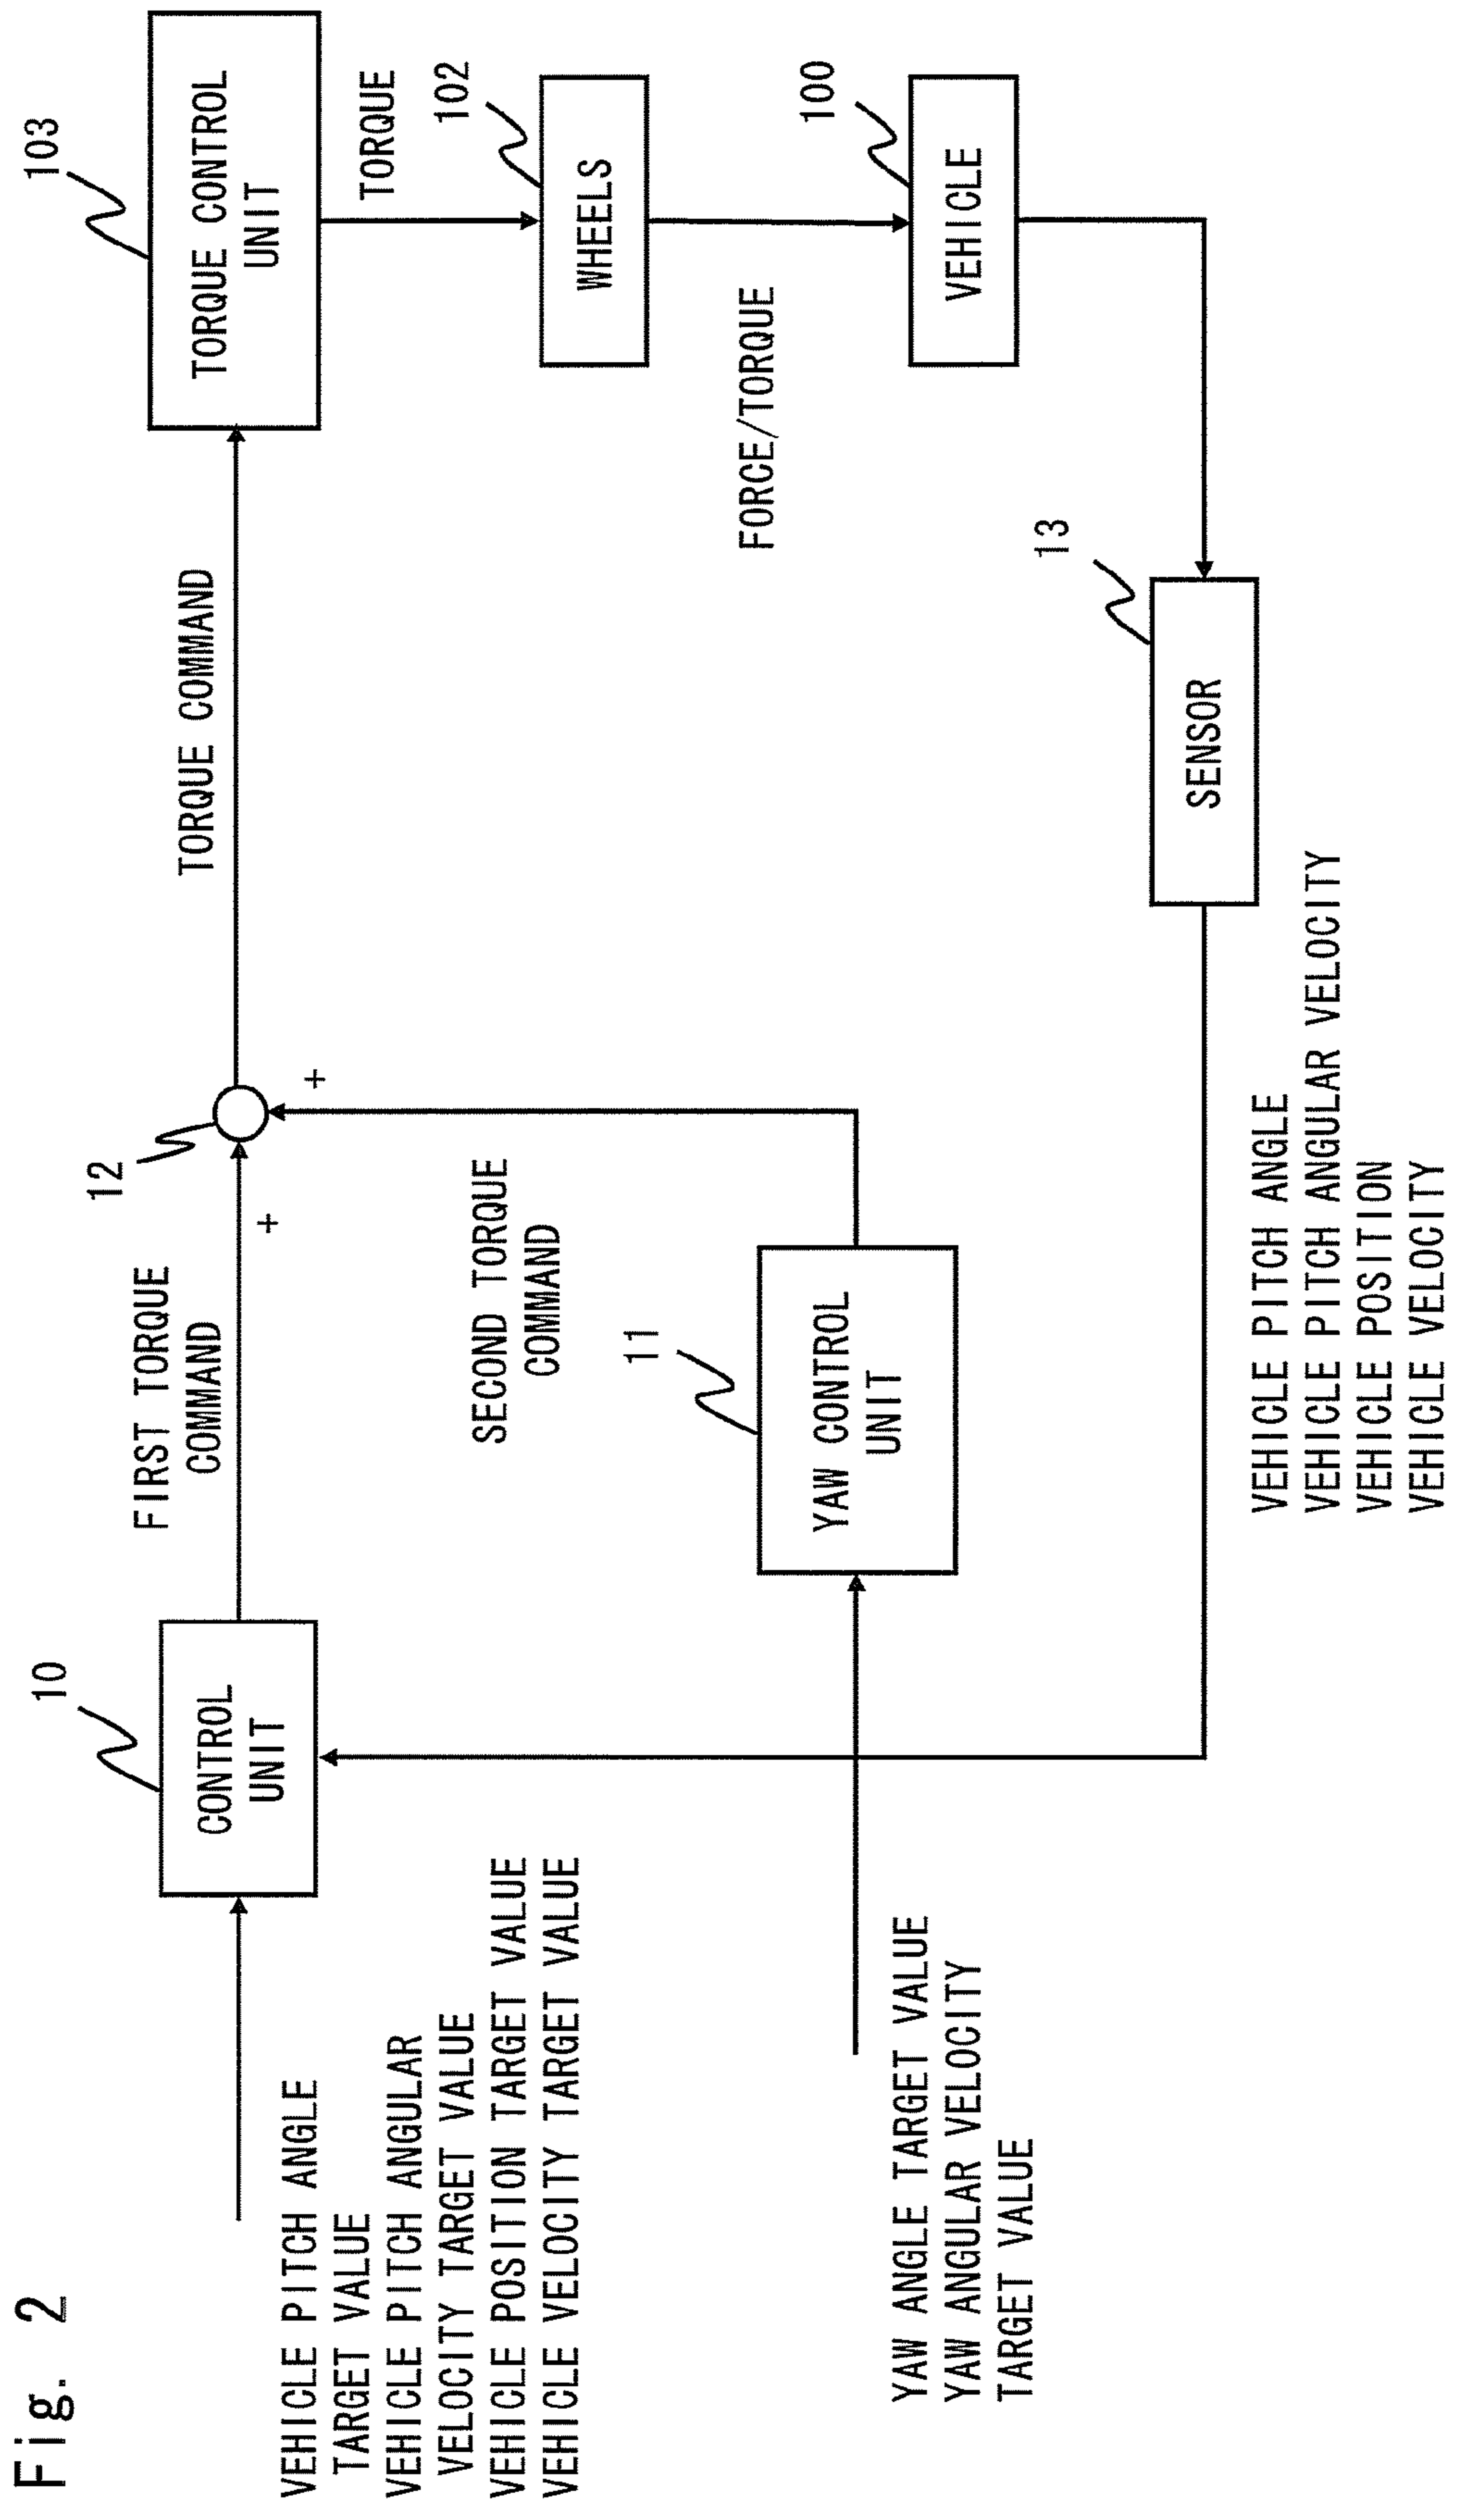 Fig. 2
10
CONTROL
UNIT
VEHICLE PITCH ANGLE
TARGET VALUE
VEHICLE PITCH ANGULAR
VELOCITY TARGET VALUE
VEHICLE POSITION TARGET VALUE
VEHICLE VELOCITY TARGET VALUE
FIRST TORQUE
COMMAND
+
12
+
TORQUE COMMAND
103
TORQUE CONTROL
UNIT
TORQUE
102
WHEELS
FORCE/TORQUE
100
VEHICLE
SECOND TORQUE
COMMAND
11
YAW CONTROL
UNIT
YAW ANGLE TARGET VALUE
YAW ANGULAR VELOCITY
TARGET VALUE
13
SENSOR
VEHICLE PITCH ANGLE
VEHICLE PITCH ANGULAR VELOCITY
VEHICLE POSITION
VEHICLE VELOCITY